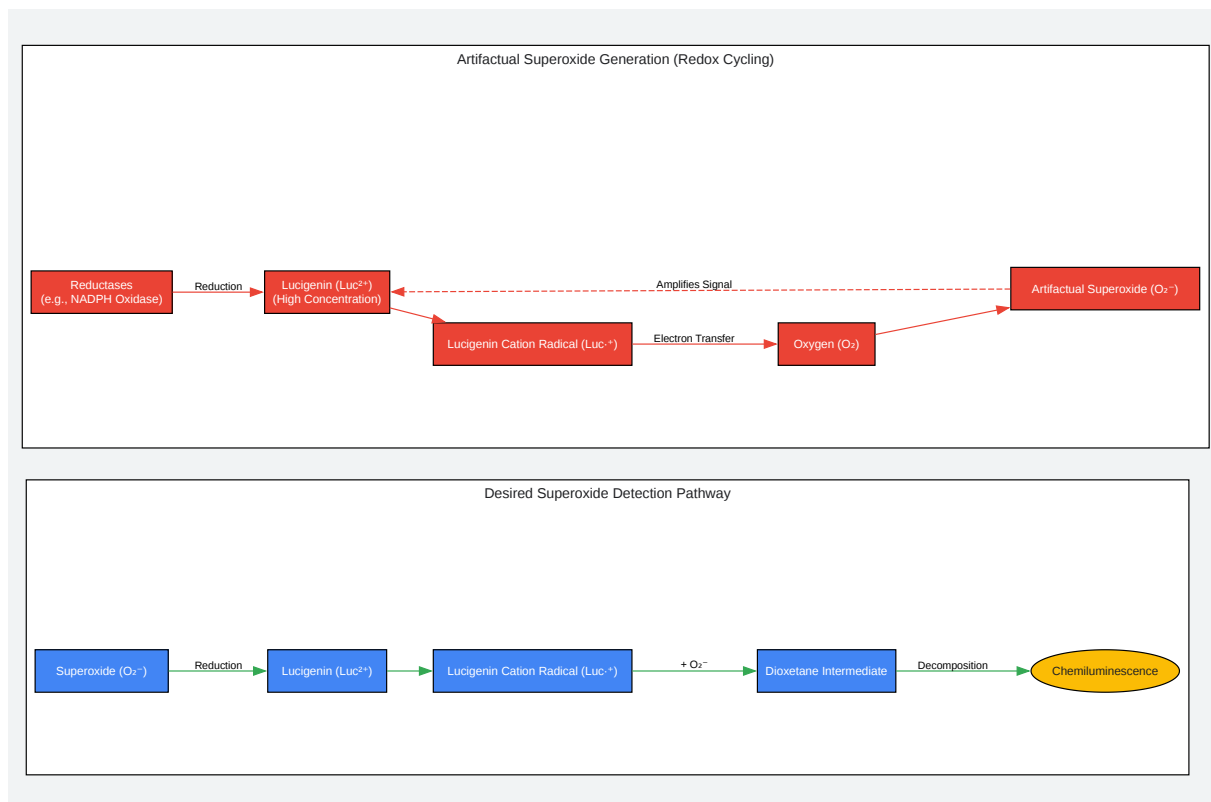 Artifactual Superoxide Generation (Redox Cycling)
Reductases
(e.g., NADPH Oxidase)
Reduction
Lucigenin (Luc²⁺)
(High Concentration)
Amplifies Signal
Artifactual Superoxide (O₂⁻)
Lucigenin Cation Radical (Luc·⁺)
Electron Transfer
Oxygen (O₂)
Desired Superoxide Detection Pathway
Superoxide (O₂⁻)
Reduction
Lucigenin (Luc²⁺)
Lucigenin Cation Radical (Luc·⁺)
+ O₂⁻
Dioxetane Intermediate
Decomposition
Chemiluminescence